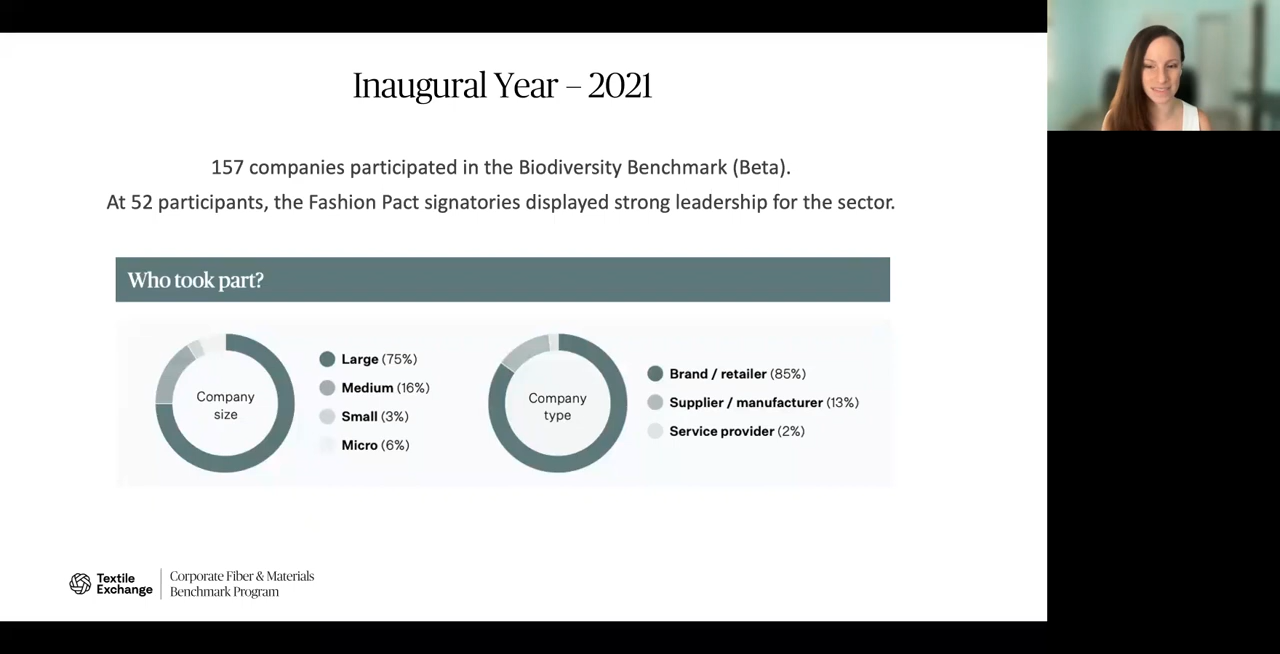 Inaugural Year – 2021
157 companies participated in the Biodiversity Benchmark (Beta).
At 52 participants, the Fashion Pact signatories displayed strong leadership for the sector.
Who took part?
Company
size
Large (75%)
Medium (16%)
Small (3%)
Micro (6%)
Company
type
Brand / retailer (85%)
Supplier / manufacturer (13%)
Service provider (2%)
Textile
Exchange
Corporate Fiber & Materials
Benchmark Program